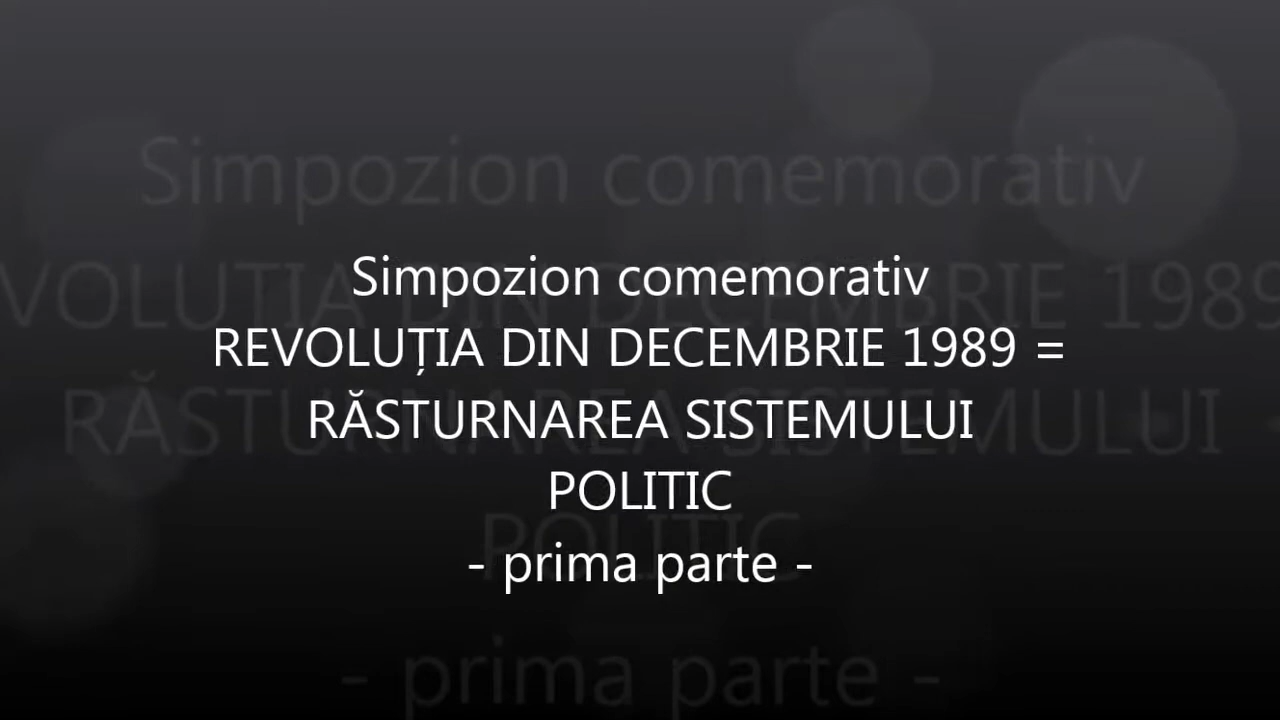 Simpozion comemorativ
REVOLUȚIA DIN DECEMBRIE 1989 =
RĂSTURNAREA SISTEMULUI
POLITIC
- prima parte -